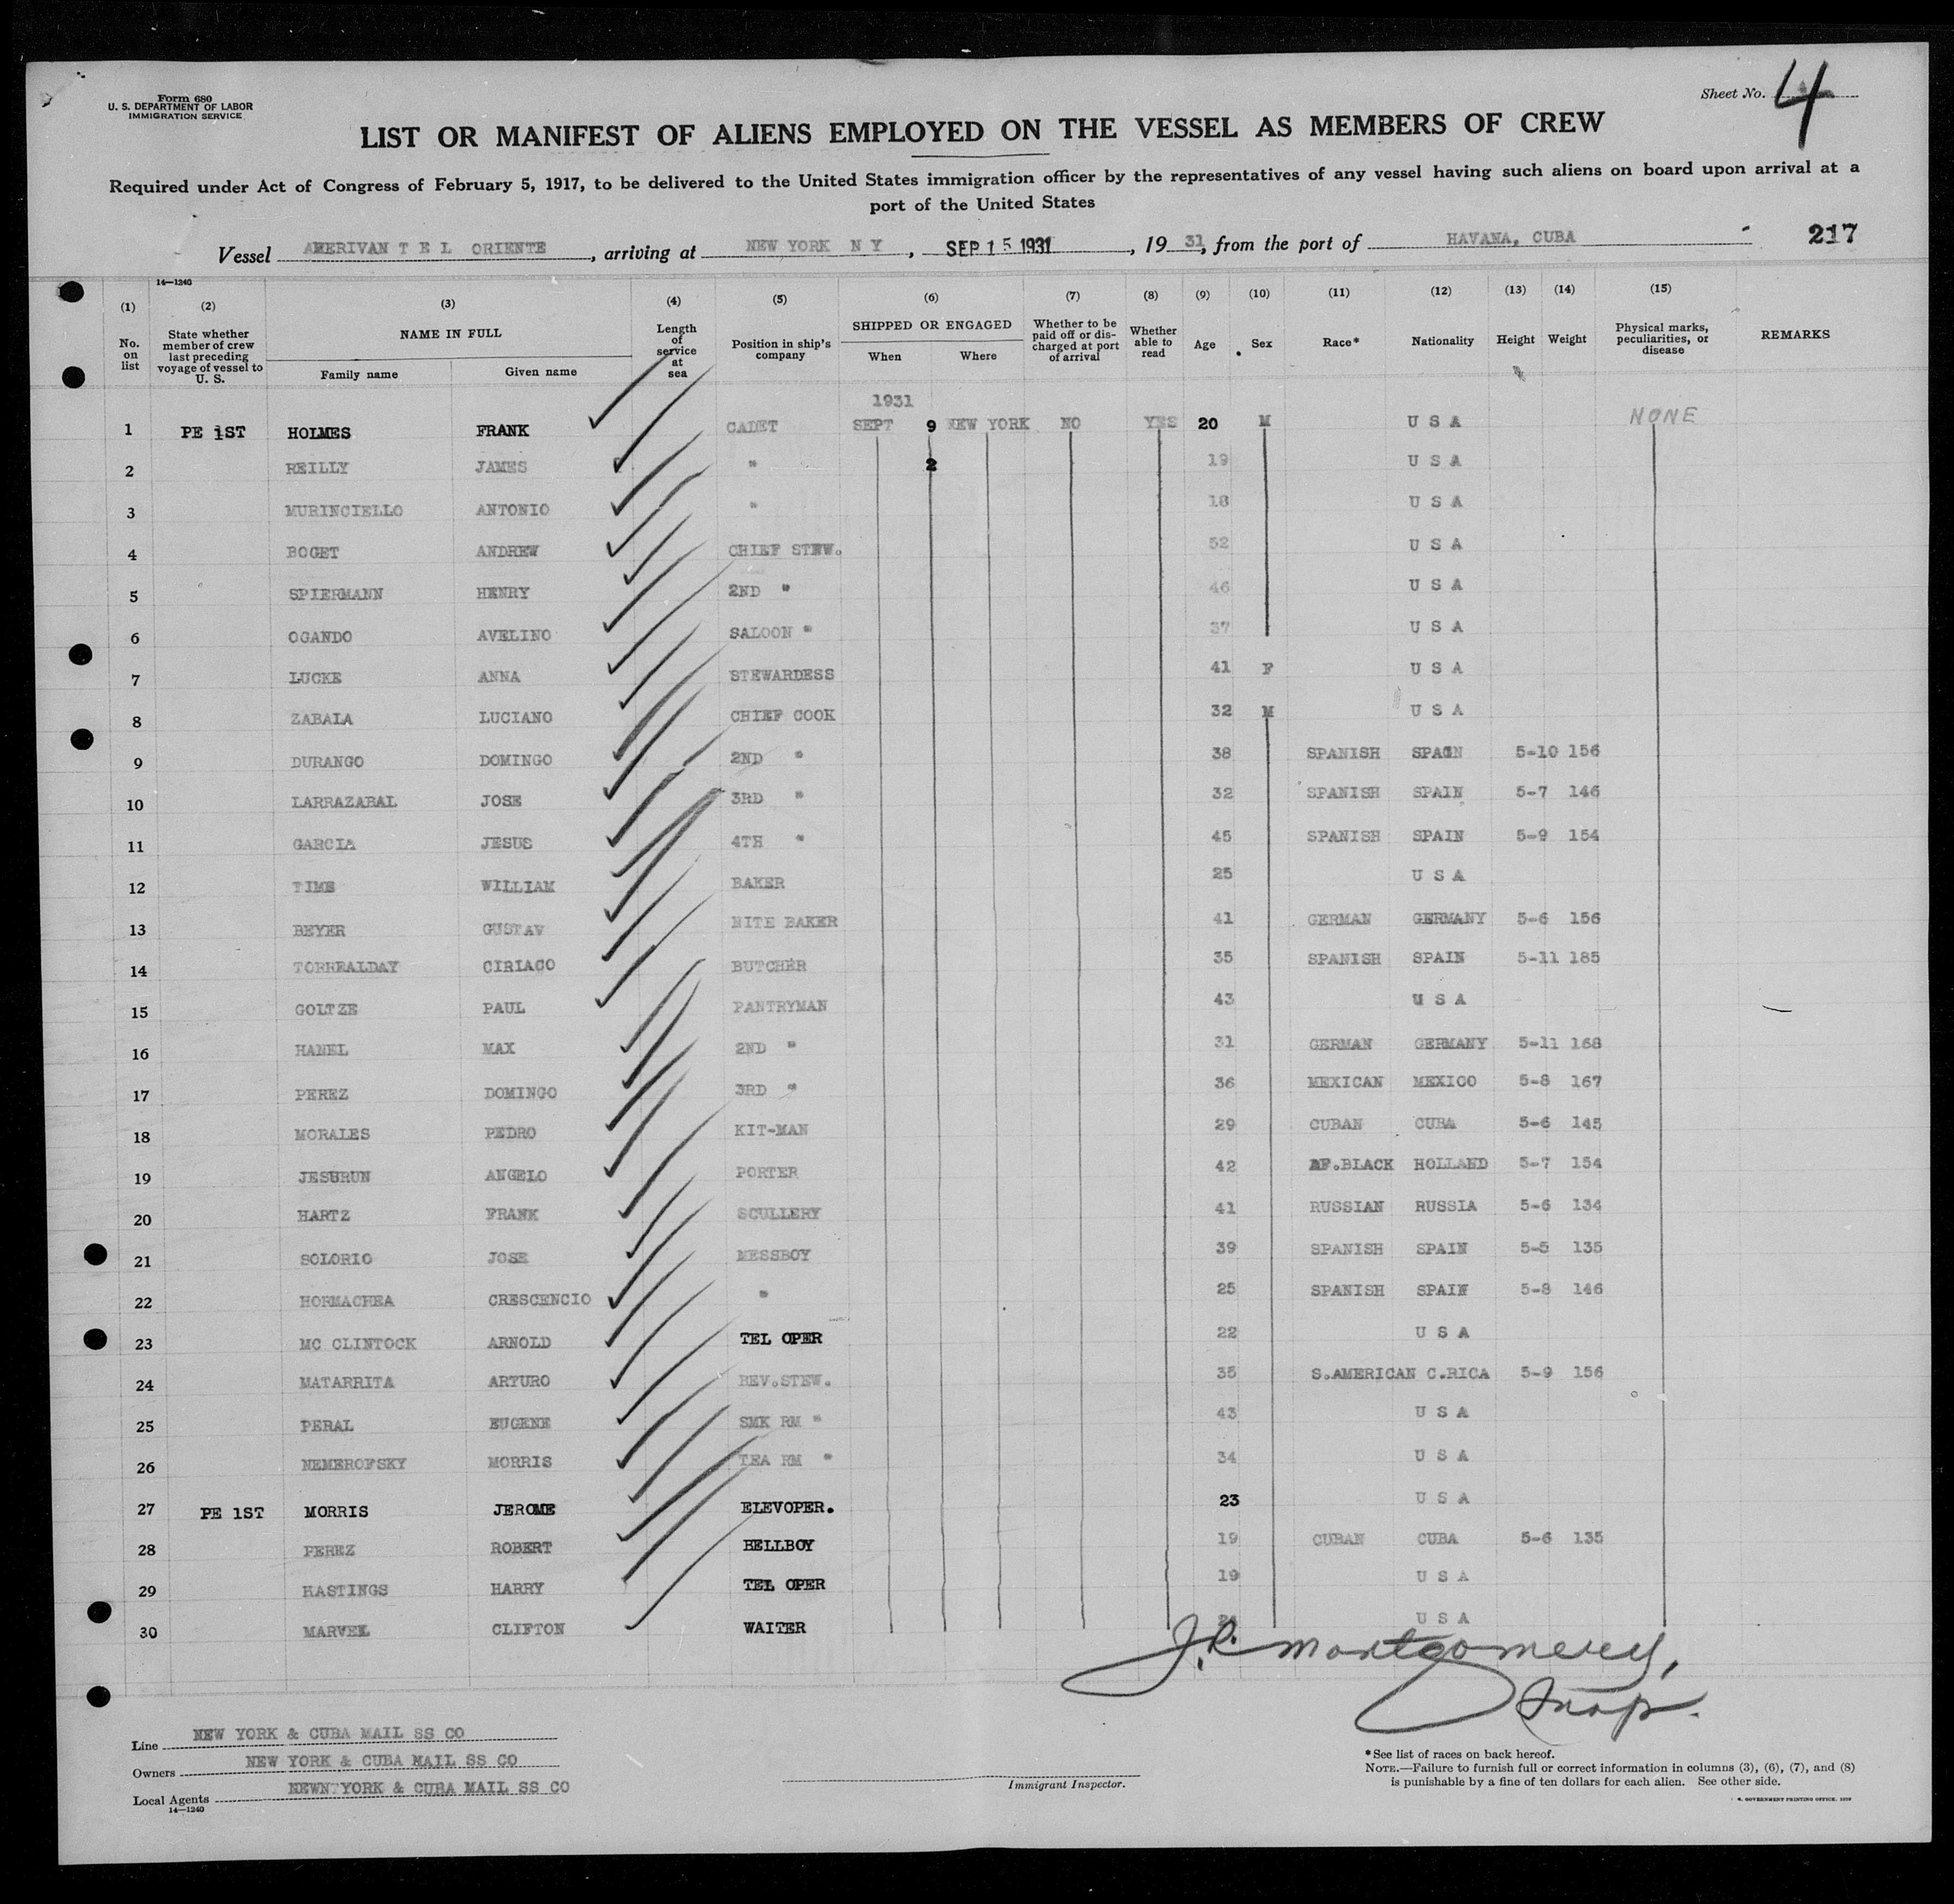 Form 680
U. S. DEPARTMENT OF LABOR
IMMIGRATION SERVICE
Sheet No. 4
LIST OR MANIFEST OF ALIENS EMPLOYED ON THE VESSEL AS MEMBERS OF CREW
Required under Act of Congress of February 5, 1917, to be delivered to the United States immigration officer by the representatives of any vessel having such aliens on board upon arrival at a
port of the United States
Vessel AMERIVAN T E L ORIENTE, arriving at NEW YORK N Y, SEP 15 1931, 19 31, from the port of HAVANA, CUBA 217
14—1240
(1) (2) (3) (4) (5) (6) (7) (8) (9) (10) (11) (12) (13) (14) (15)
No. on list State whether member of crew last preceding voyage of vessel to U. S. NAME IN FULL Family name Given name Length of service at sea Position in ship's company SHIPPED OR ENGAGED When Where Whether to be paid off or discharged at port of arrival Whether able to read Age Sex Race* Nationality Height Weight Physical marks, peculiarities, or disease REMARKS
1931
1 PE 1ST HOLMES FRANK CADET SEPT 9 NEW YORK NO YES 20 M U S A NONE
2 REILLY JAMES " 2 19 U S A
3 MURINCIELLO ANTONIO " 18 U S A
4 BOGET ANDREW CHIEF STEW. 52 U S A
5 SPIERMANN HENRY 2ND " 46 U S A
6 OGANDO AVELINO SALOON " 37 U S A
7 LUCKE ANNA STEWARDESS 41 F U S A
8 ZABALA LUCIANO CHIEF COOK 32 M U S A
9 DURANGO DOMINGO 2ND " 38 SPANISH SPAIN 5-10 156
10 LARRAZABAL JOSE 3RD " 32 SPANISH SPAIN 5-7 146
11 GARCIA JESUS 4TH " 45 SPANISH SPAIN 5-9 154
12 TIMS WILLIAM BAKER 25 U S A
13 BEYER GUSTAV NITE BAKER 41 GERMAN GERMANY 5-6 156
14 TORREALDAY CIRIACO BUTCHER 35 SPANISH SPAIN 5-11 185
15 GOLTZE PAUL PANTRYMAN 43 U S A
16 HANEL MAX 2ND " 31 GERMAN GERMANY 5-11 168
17 PEREZ DOMINGO 3RD " 36 MEXICAN MEXICO 5-8 167
18 MORALES PEDRO KIT-MAN 29 CUBAN CUBA 5-6 145
19 JESURUN ANGELO PORTER 42 AF.BLACK HOLLAND 5-7 154
20 HARTZ FRANK SCULLERY 41 RUSSIAN RUSSIA 5-6 134
21 SOLORIO JOSE MESSBOY 39 SPANISH SPAIN 5-5 135
22 HORMACHEA CRESCENCIO " 25 SPANISH SPAIN 5-8 146
23 MC CLINTOCK ARNOLD TEL OPER 22 U S A
24 MATARRITA ARTURO BEV.STEW. 35 S.AMERICAN C.RICA 5-9 156
25 PERAL EUGENE SMK RM " 43 U S A
26 NEMEROFSKY MORRIS TEA RM " 34 U S A
27 PE 1ST MORRIS JEROME ELEVOPER. 23 U S A
28 PEREZ ROBERT BELLBOY 19 CUBAN CUBA 5-6 135
29 HASTINGS HARRY TEL OPER 19 U S A
30 MARVEL CLIFTON WAITER U S A
J.R. Montgomery,
Insp.
Line NEW YORK & CUBA MAIL SS CO
Owners NEW YORK & CUBA MAIL SS CO
Local Agents NEWNTYORK & CUBA MAIL SS CO
14—1240
Immigrant Inspector.
*See list of races on back hereof.
NOTE.—Failure to furnish full or correct information in columns (3), (6), (7), and (8)
is punishable by a fine of ten dollars for each alien. See other side.
GOVERNMENT PRINTING OFFICE